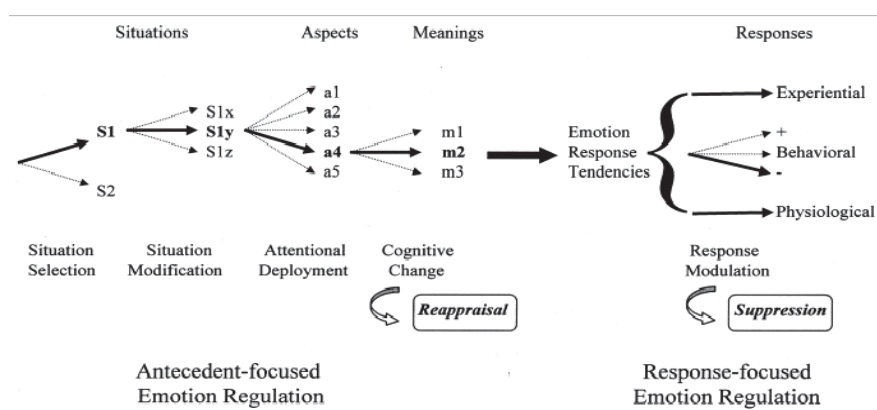 Situations
Aspects
Meanings
Responses
S1
S2
S1x
S1y
S1z
a1
a2
a3
a4
a5
m1
m2
m3
Emotion
Response
Tendencies
Experiential
+
Behavioral
-
Physiological
Situation
Selection
Situation
Modification
Attentional
Deployment
Cognitive
Change
Reappraisal
Response
Modulation
Suppression
Antecedent-focused
Emotion Regulation
Response-focused
Emotion Regulation